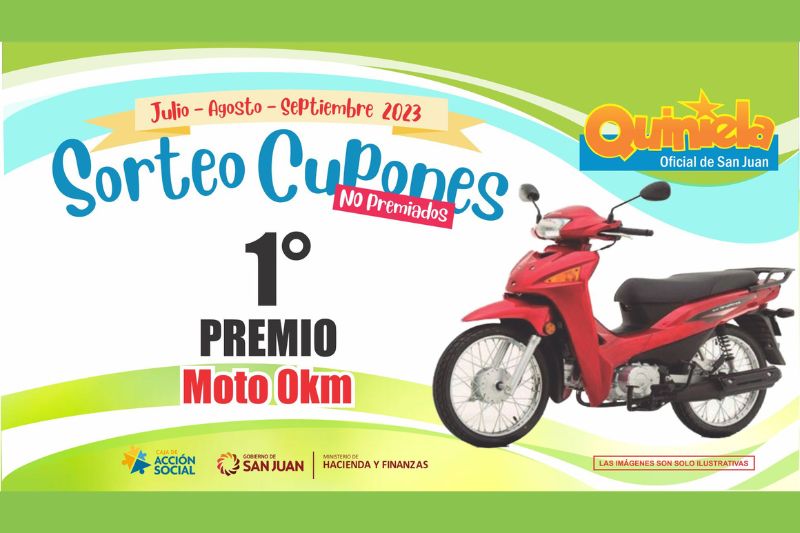 Julio - Agosto - Septiembre 2023
Sorteo Cupones
NO Premiados
Quiniela
Oficial de San Juan
1°
PREMIO
Moto 0km
CAJA DE
ACCIÓN
SOCIAL
GOBIERNO DE
SAN JUAN
MINISTERIO DE
HACIENDA Y FINANZAS
LAS IMÁGENES SON SOLO ILUSTRATIVAS